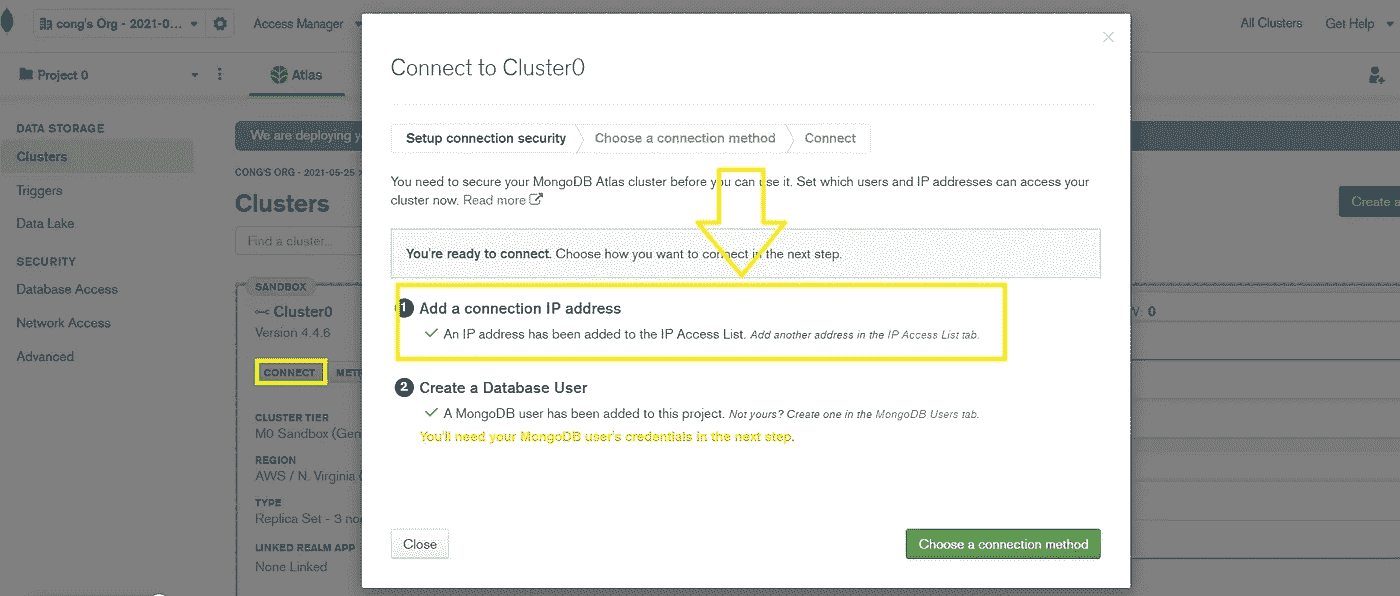 cong's Org - 2021-0...
Access Manager
All Clusters
Get Help
Project 0
Atlas
DATA STORAGE
Clusters
Triggers
Data Lake
SECURITY
Database Access
Network Access
Advanced
We are deploying
CONG'S ORG - 2021-05-25
Clusters
Find a cluster...
Create a
SANDBOX
Cluster0
Version 4.4.6
CONNECT
CLUSTER TIER
M0 Sandbox (Gen
REGION
AWS / N. Virginia
TYPE
Replica Set - 3 no
LINKED REALM APP
None Linked
Connect to Cluster0
Setup connection security
Choose a connection method
Connect
You need to secure your MongoDB Atlas cluster before you can use it. Set which users and IP addresses can access your
cluster now. Read more
You're ready to connect. Choose how you want to connect in the next step.
1 Add a connection IP address
An IP address has been added to the IP Access List. Add another address in the IP Access List tab.
2 Create a Database User
A MongoDB user has been added to this project. Not yours? Create one in the MongoDB Users tab.
You'll need your MongoDB user's credentials in the next step.
Close
Choose a connection method